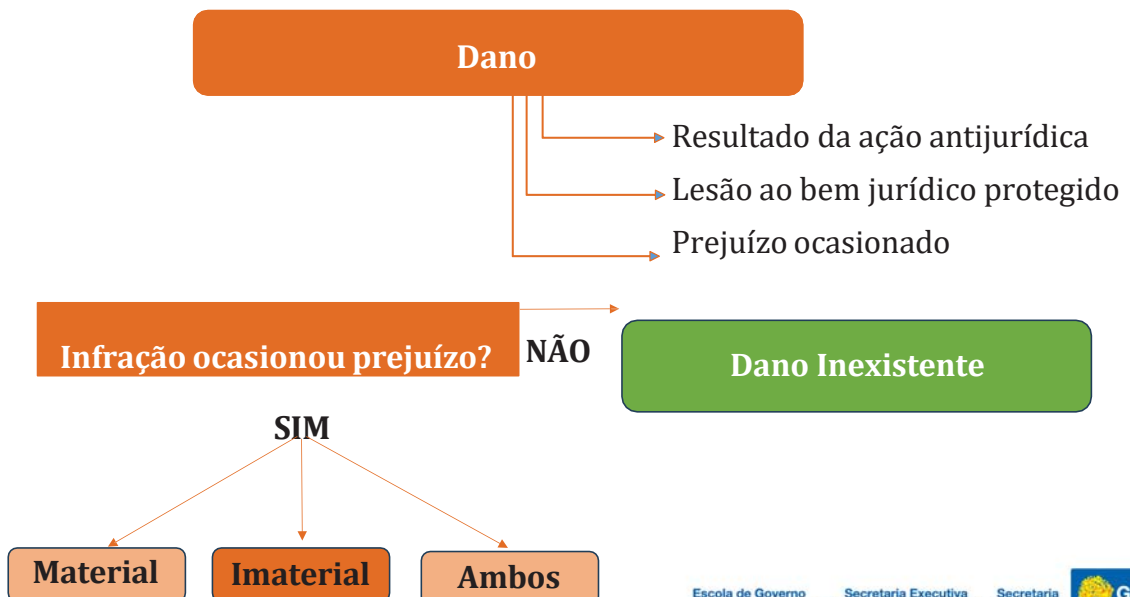 Dano
Resultado da ação antijurídica
Lesão ao bem jurídico protegido
Prejuízo ocasionado
Infração ocasionou prejuízo?
NÃO
Dano Inexistente
SIM
Material
Imaterial
Ambos
Escola de Governo
Secretaria Executiva
Secretaria
G